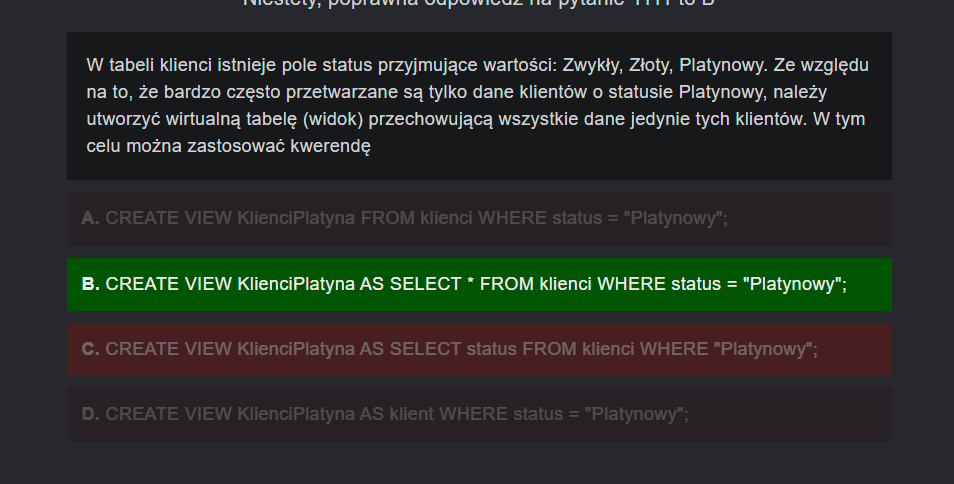 Niestety, poprawna odpowiedź na pytanie to B
W tabeli klienci istnieje pole status przyjmujące wartości: Zwykły, Złoty, Platynowy. Ze względu
na to, że bardzo często przetwarzane są tylko dane klientów o statusie Platynowy, należy
utworzyć wirtualną tabelę (widok) przechowującą wszystkie dane jedynie tych klientów. W tym
celu można zastosować kwerendę
A. CREATE VIEW KlienciPlatyna FROM klienci WHERE status = "Platynowy";
B. CREATE VIEW KlienciPlatyna AS SELECT * FROM klienci WHERE status = "Platynowy";
C. CREATE VIEW KlienciPlatyna AS SELECT status FROM klienci WHERE "Platynowy";
D. CREATE VIEW KlienciPlatyna AS klient WHERE status = "Platynowy";